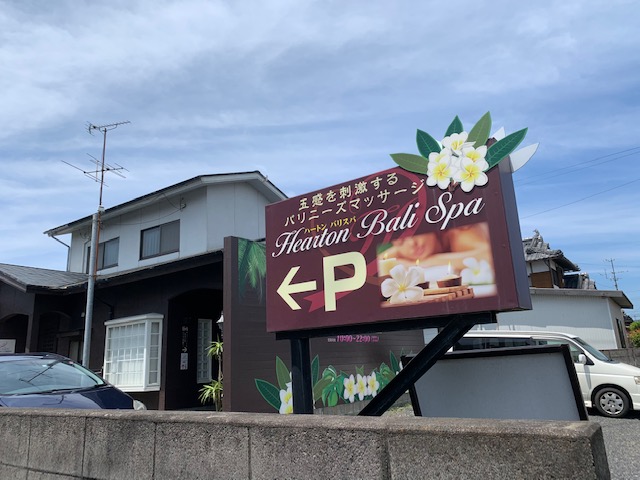 五感を刺激する
バリニーズマッサージ
ハートン バリスパ
Hearton Bali Spa
←P